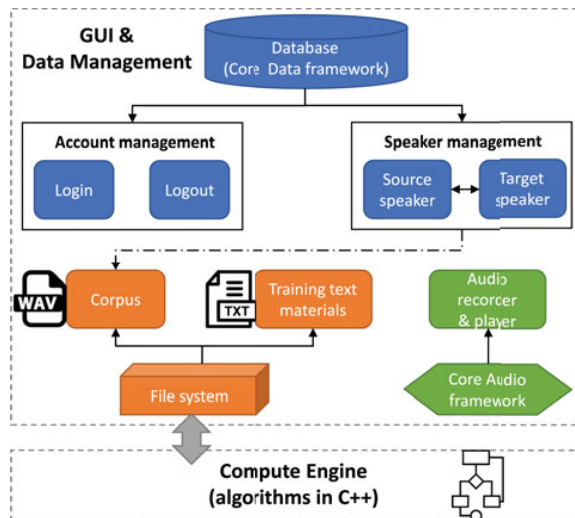 GUI &
Data Management
Database
(Core Data framework)
Account management
Login
Logout
Speaker management
Source
speaker
Target
speaker
WAV
Corpus
TXT
Training text
materials
Audio
recorder
& player
File system
Core Audio
framework
Compute Engine
(algorithms in C++)